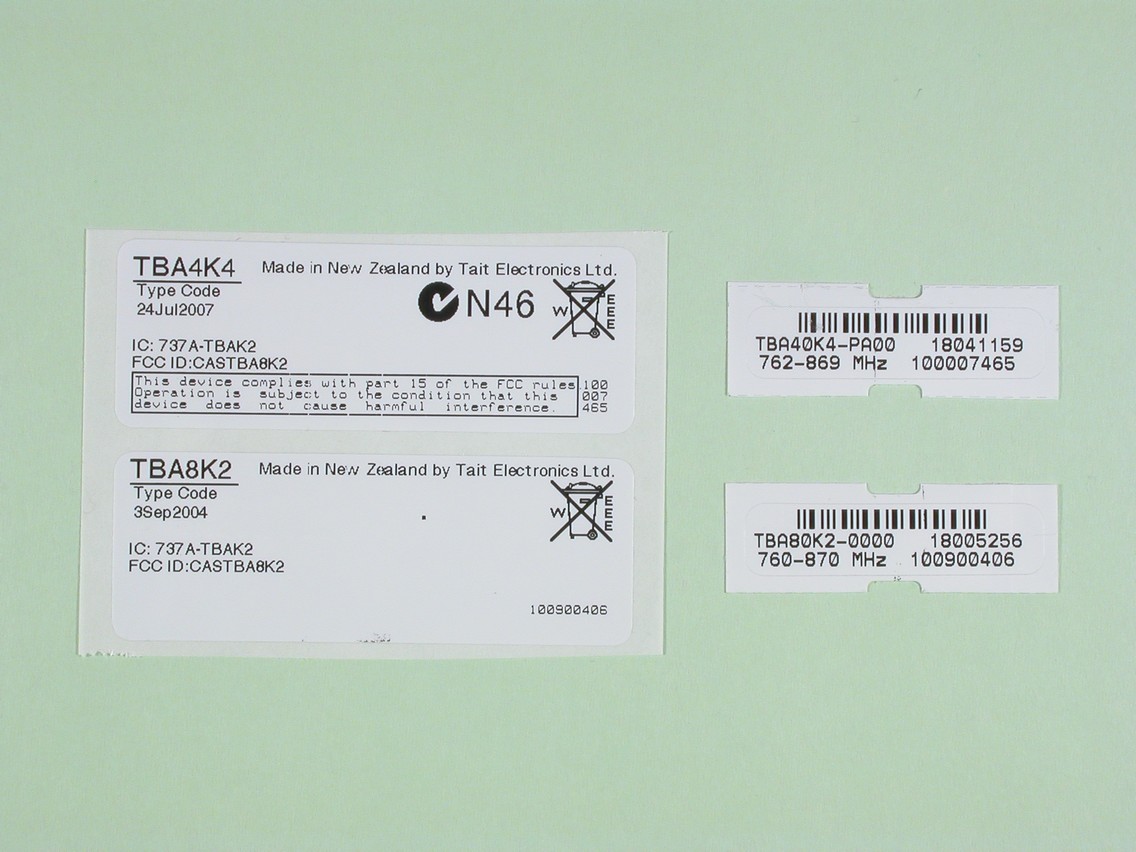 TBA4K4 Made in New Zealand by Tait Electronics Ltd.
Type Code
24Jul2007
N46
WEEE
IC: 737A-TBAK2
FCC ID:CASTBA8K2
This device complies with part 15 of the FCC rules.
Operation is subject to the condition that this
device does not cause harmful interference.
100
007
465
TBA8K2 Made in New Zealand by Tait Electronics Ltd.
Type Code
3Sep2004
WEEE
IC: 737A-TBAK2
FCC ID:CASTBA8K2
100900406
TBA40K4-PA00 18041159
762-869 MHz 100007465
TBA80K2-0000 18005256
760-870 MHz 100900406